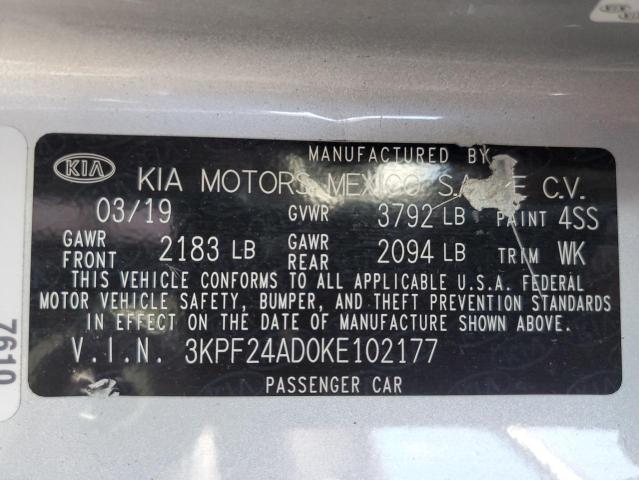 MANUFACTURED BY
KIA
KIA MOTORS MEXICO S.A. DE C.V.
03/19 GVWR 3792 LB PAINT 4SS
GAWR FRONT 2183 LB GAWR REAR 2094 LB TRIM WK
THIS VEHICLE CONFORMS TO ALL APPLICABLE U.S.A. FEDERAL
MOTOR VEHICLE SAFETY, BUMPER, AND THEFT PREVENTION STANDARDS
IN EFFECT ON THE DATE OF MANUFACTURE SHOWN ABOVE.
V.I.N. 3KPF24AD0KE102177
PASSENGER CAR
7610